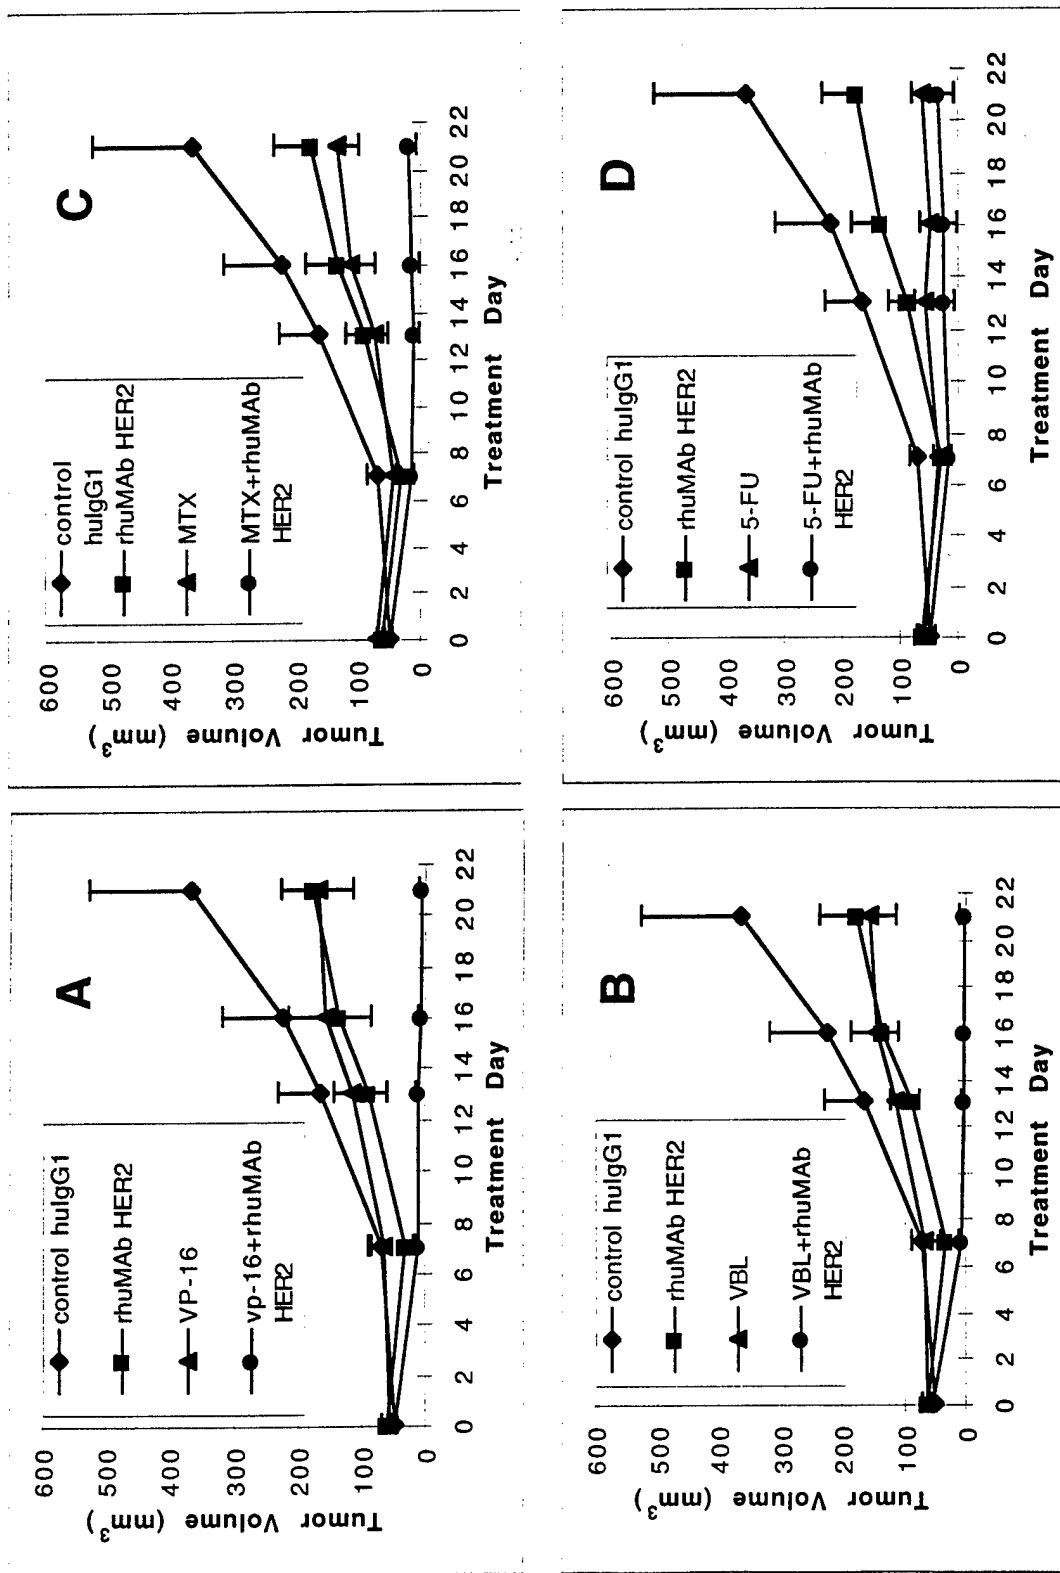 A
Tumor Volume (mm³)
600
500
400
300
200
100
0
control huIgG1
rhuMAb HER2
VP-16
vp-16+rhuMAb
HER2
0 2 4 6 8 10 12 14 16 18 20 22
Treatment Day
C
Tumor Volume (mm³)
600
500
400
300
200
100
0
control
huIgG1
rhuMAb HER2
MTX
MTX+rhuMAb
HER2
0 2 4 6 8 10 12 14 16 18 20 22
Treatment Day
B
Tumor Volume (mm³)
600
500
400
300
200
100
0
control huIgG1
rhuMAb HER2
VBL
VBL+rhuMAb
HER2
0 2 4 6 8 10 12 14 16 18 20 22
Treatment Day
D
Tumor Volume (mm³)
600
500
400
300
200
100
0
control huIgG1
rhuMAb HER2
5-FU
5-FU+rhuMAb
HER2
0 2 4 6 8 10 12 14 16 18 20 22
Treatment Day